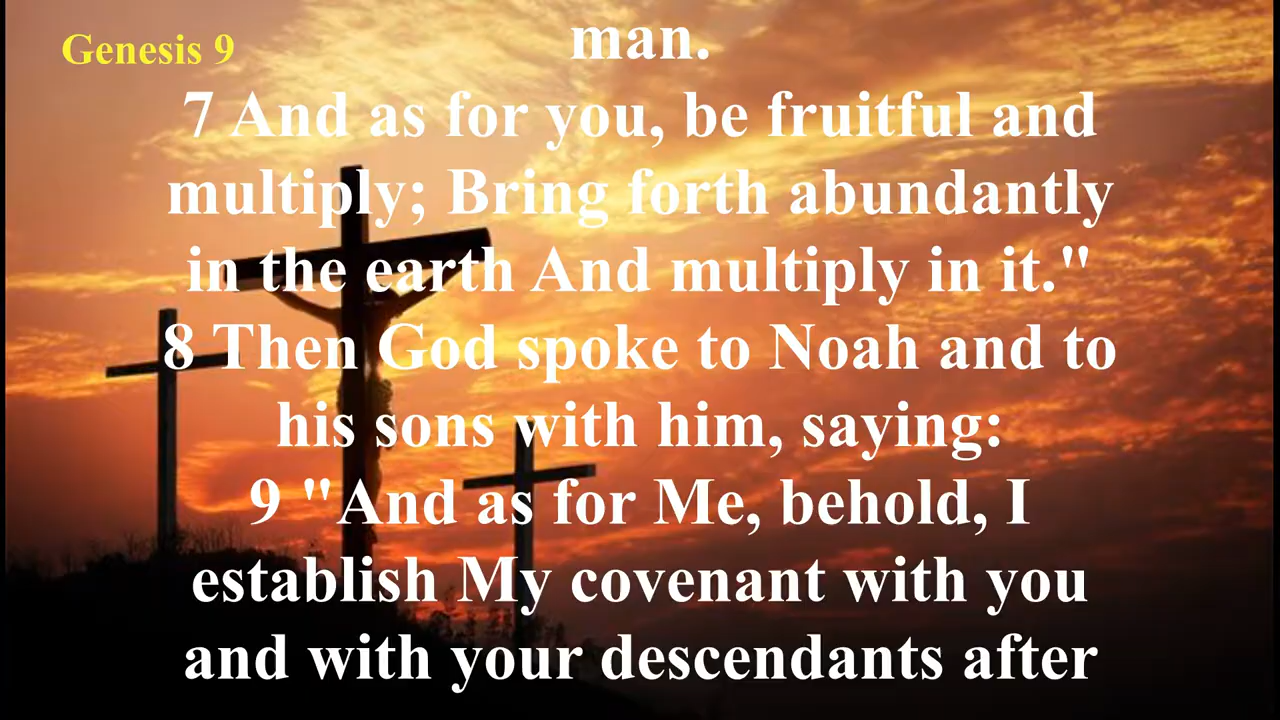 Genesis 9
man.
7 And as for you, be fruitful and
multiply; Bring forth abundantly
in the earth And multiply in it."
8 Then God spoke to Noah and to
his sons with him, saying:
9 "And as for Me, behold, I
establish My covenant with you
and with your descendants after